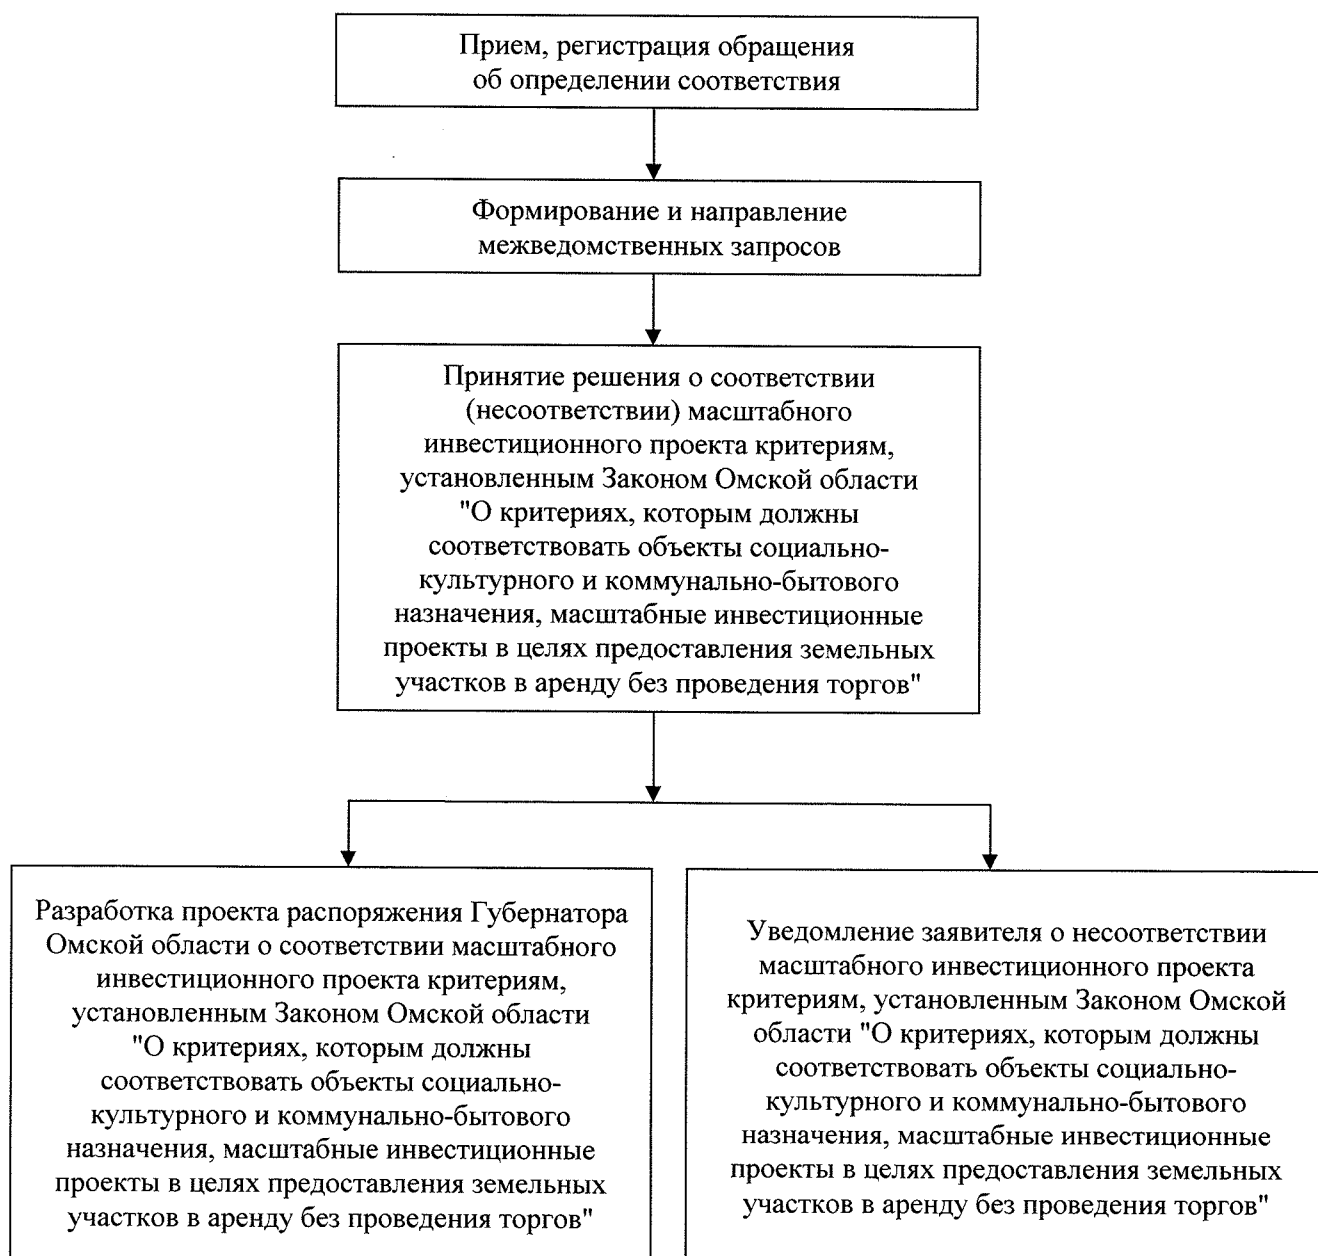 Прием, регистрация обращения
об определении соответствия
Формирование и направление
межведомственных запросов
Принятие решения о соответствии
(несоответствии) масштабного
инвестиционного проекта критериям,
установленным Законом Омской области
"О критериях, которым должны
соответствовать объекты социально-
культурного и коммунально-бытового
назначения, масштабные инвестиционные
проекты в целях предоставления земельных
участков в аренду без проведения торгов"
Разработка проекта распоряжения Губернатора
Омской области о соответствии масштабного
инвестиционного проекта критериям,
установленным Законом Омской области
"О критериях, которым должны
соответствовать объекты социально-
культурного и коммунально-бытового
назначения, масштабные инвестиционные
проекты в целях предоставления земельных
участков в аренду без проведения торгов"
Уведомление заявителя о несоответствии
масштабного инвестиционного проекта
критериям, установленным Законом Омской
области "О критериях, которым должны
соответствовать объекты социально-
культурного и коммунально-бытового
назначения, масштабные инвестиционные
проекты в целях предоставления земельных
участков в аренду без проведения торгов"